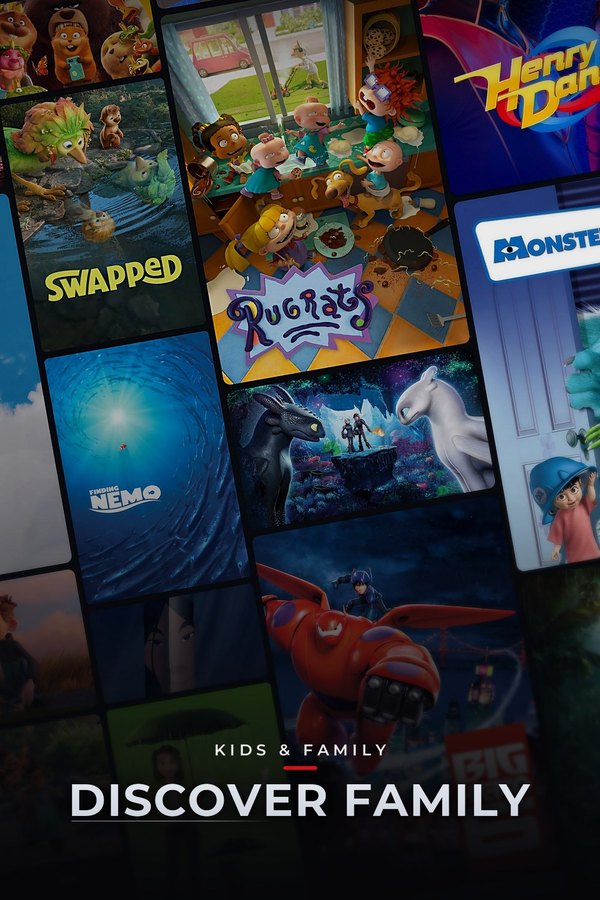 Henry
Dan
SWAPPED
MONSTE
RUGRATS
FINDING
NEMO
BIG
KIDS & FAMILY
DISCOVER FAMILY